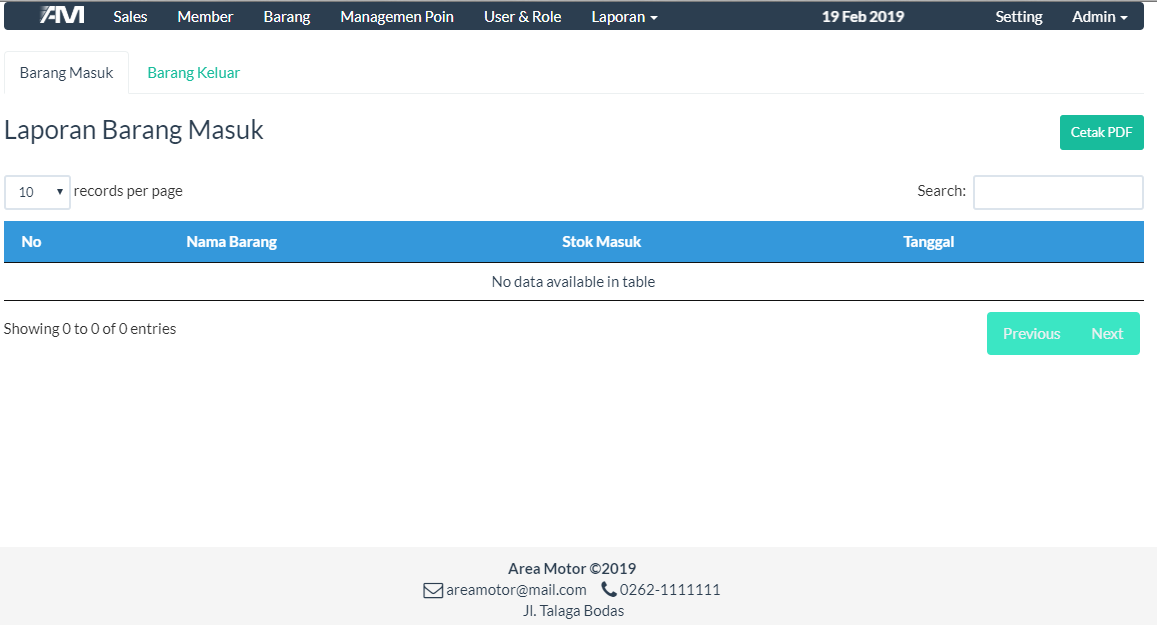 AM Sales Member Barang Managemen Poin User & Role Laporan 19 Feb 2019 Setting Admin
Barang Masuk Barang Keluar
Laporan Barang Masuk Cetak PDF
10 records per page Search:
No Nama Barang Stok Masuk Tanggal
No data available in table
Showing 0 to 0 of 0 entries Previous Next
Area Motor ©2019
areamotor@mail.com 0262-1111111
Jl. Talaga Bodas